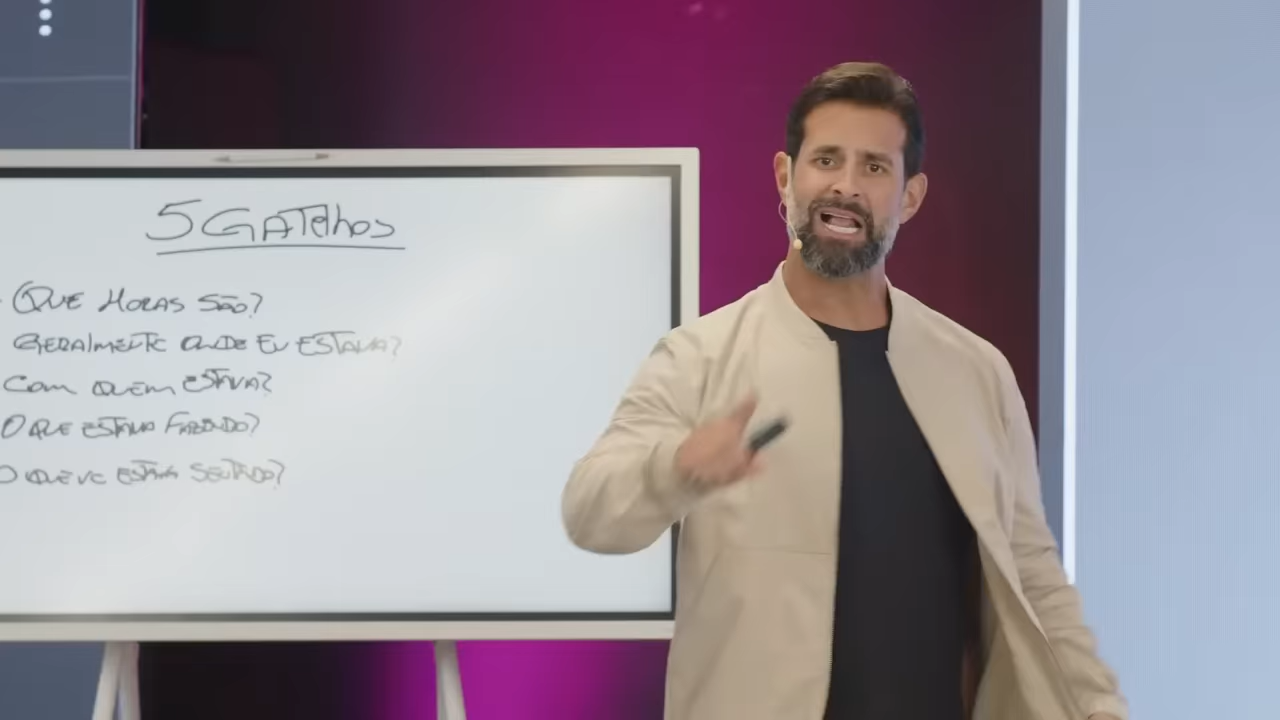 5 GATILHOS
- QUE HORAS SÃO?
GERALMENTE ONDE EU ESTAVA?
COM QUEM ESTAVA?
O QUE ESTAVA FAZENDO?
O QUE VC ESTAVA SENTINDO?